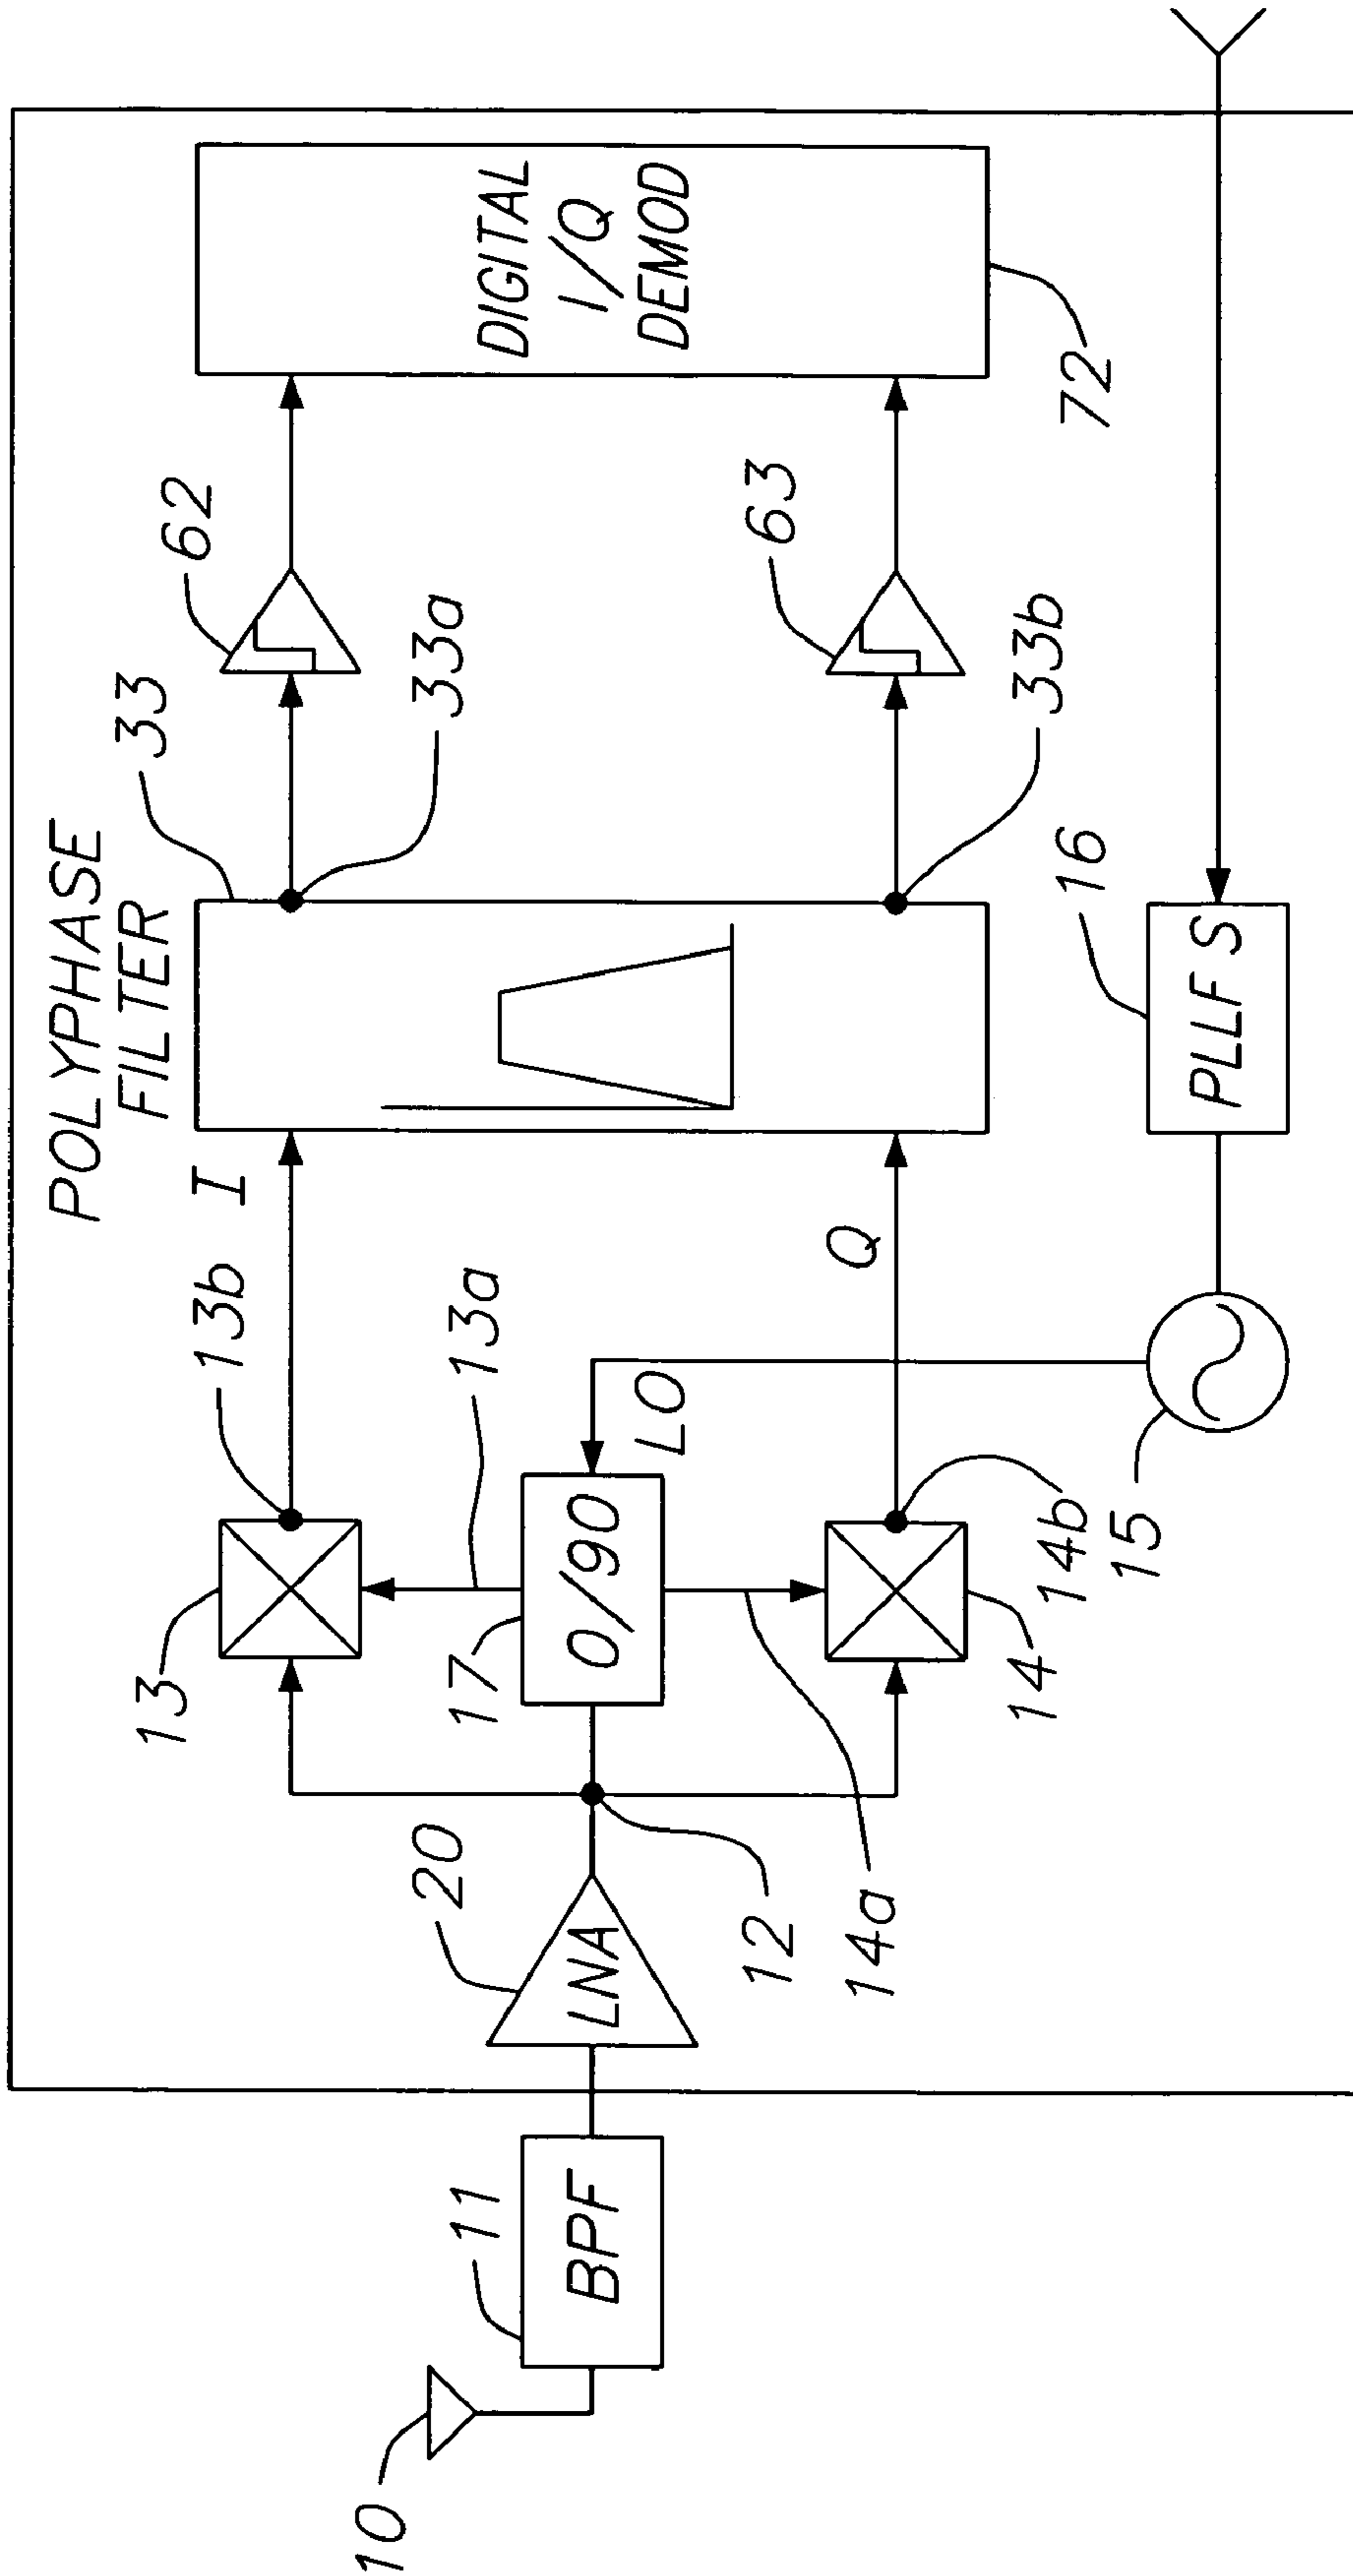 POLYPHASE
FILTER
33
62
13b
I
13
33a
DIGITAL
I/Q
DEMOD
20
17
13a
10
11
BPF
LNA
0/90
LO
12
14a
Q
63
33b
72
14
14b
15
16
PLLF S